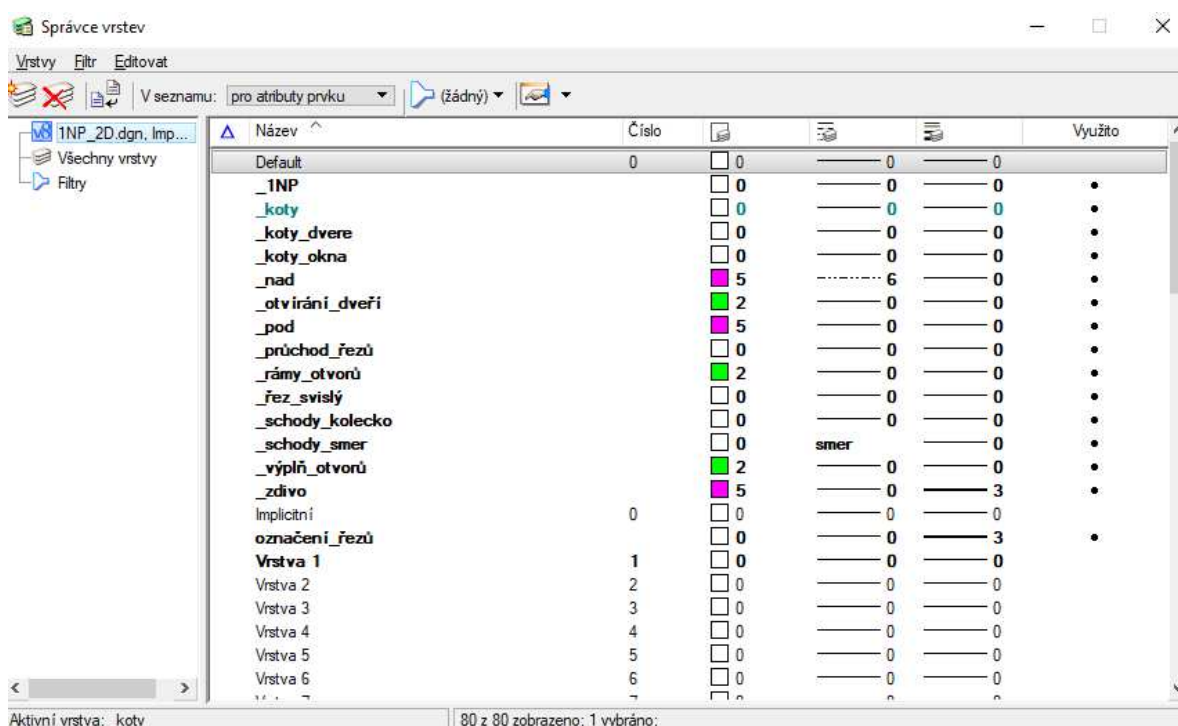 Správce vrstev
Vrstvy Filtr Editovat
V seznamu: pro atributy prvku (žádný)
1NP_2D.dgn, Imp...
Všechny vrstvy
Filtry
Název Číslo Využito
Default 0 0 0 0
_1NP 0 0 0 •
_koty 0 0 0 •
_koty_dvere 0 0 0 •
_koty_okna 0 0 0 •
_nad 5 6 0 •
_otvírání_dveří 2 0 0 •
_pod 5 0 0 •
_průchod_řezů 0 0 0 •
_rámy_otvorů 2 0 0 •
_řez_svislý 0 0 0 •
_schody_kolecko 0 0 0 •
_schody_smer 0 smer 0 •
_výplň_otvorů 2 0 0 •
_zdivo 5 0 3 •
Implicitní 0 0 0 0
označení_řezů 0 0 3 •
Vrstva 1 1 0 0 0
Vrstva 2 2 0 0 0
Vrstva 3 3 0 0 0
Vrstva 4 4 0 0 0
Vrstva 5 5 0 0 0
Vrstva 6 6 0 0 0
Aktivní vrstva: _koty 80 z 80 zobrazeno; 1 vybráno;